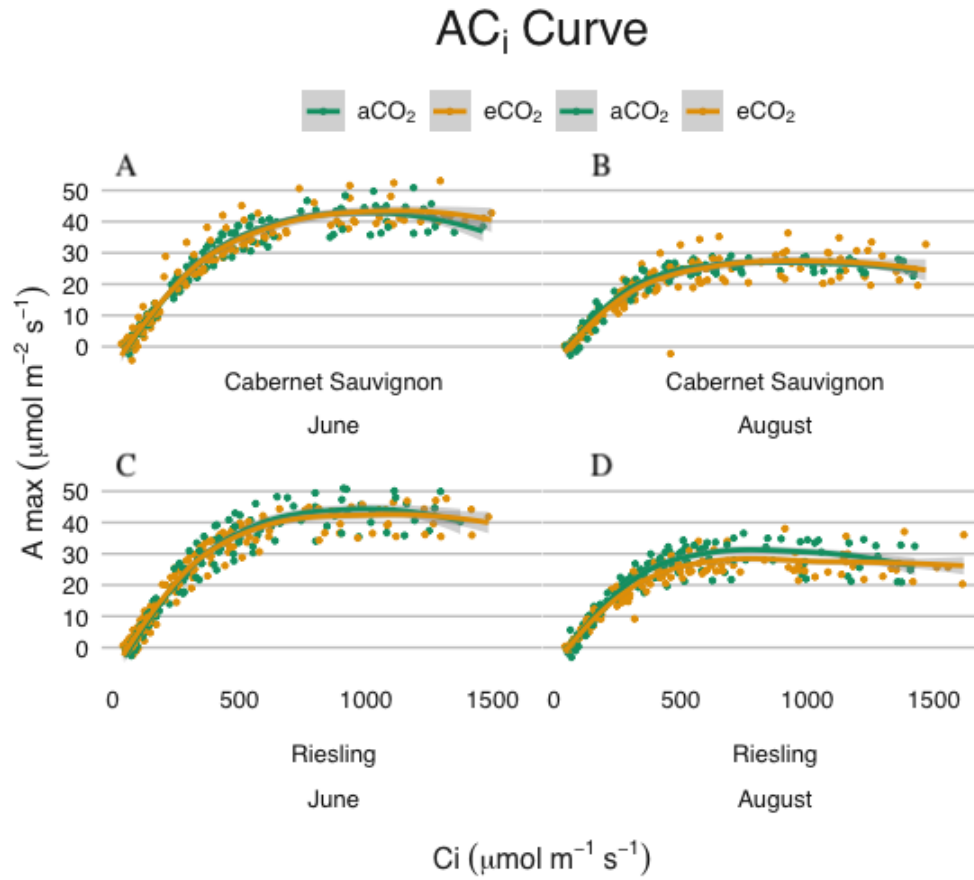 ACi Curve
aCO₂ eCO₂ aCO₂ eCO₂
A B
50
40
30
20
10
0
Cabernet Sauvignon Cabernet Sauvignon
June August
C D
50
40
30
20
10
0
0 500 1000 1500 0 500 1000 1500
Riesling Riesling
June August
A max (μmol m⁻² s⁻¹)
Ci (μmol m⁻¹ s⁻¹)